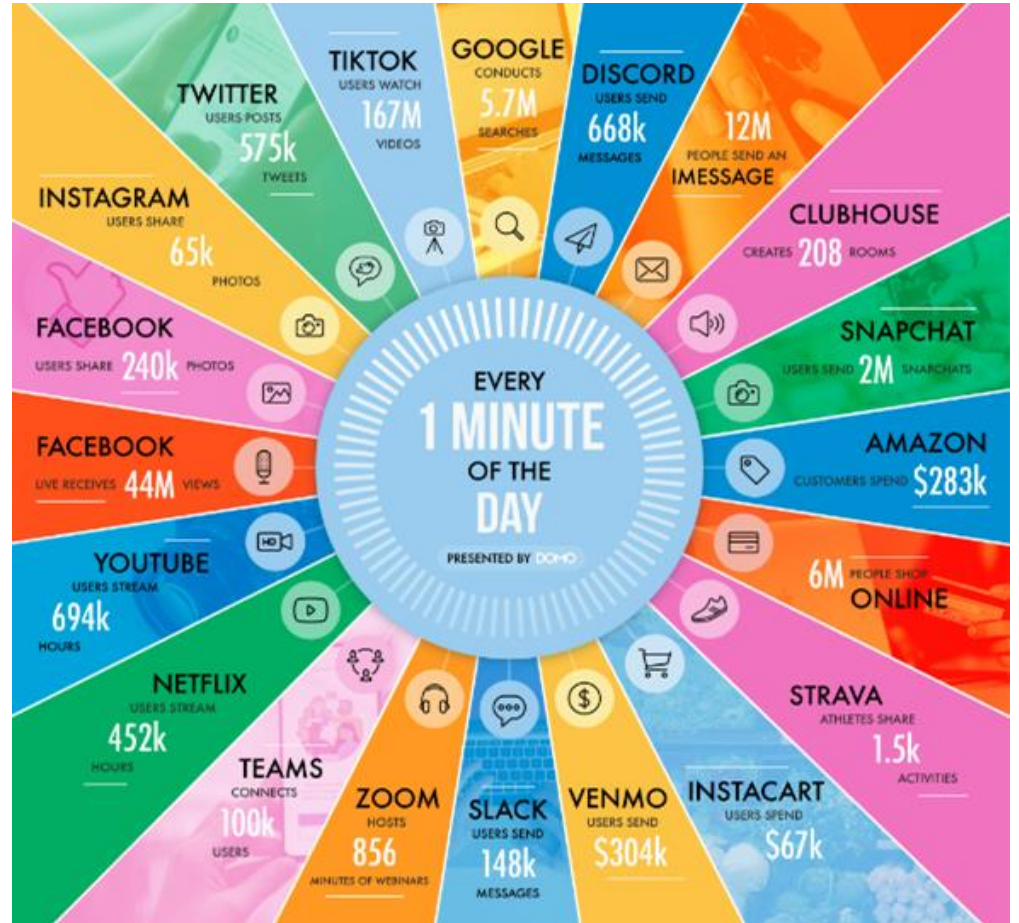 EVERY
1 MINUTE
OF THE
DAY
PRESENTED BY DOMO
GOOGLE
CONDUCTS
5.7M
SEARCHES
DISCORD
USERS SEND
668k
MESSAGES
12M
PEOPLE SEND AN
IMESSAGE
CLUBHOUSE
CREATES 208 ROOMS
SNAPCHAT
USERS SEND 2M SNAPCHATS
AMAZON
CUSTOMERS SPEND $283k
6M PEOPLE SHOP
ONLINE
STRAVA
ATHLETES SHARE
1.5k
ACTIVITIES
INSTACART
USERS SPEND
$67k
VENMO
USERS SEND
$304k
SLACK
USERS SEND
148k
MESSAGES
ZOOM
HOSTS
856
MINUTES OF WEBINARS
TEAMS
CONNECTS
100k
USERS
NETFLIX
USERS STREAM
452k
HOURS
YOUTUBE
USERS STREAM
694k
HOURS
FACEBOOK
LIVE RECEIVES 44M VIEWS
FACEBOOK
USERS SHARE 240k PHOTOS
INSTAGRAM
USERS SHARE
65k
PHOTOS
TWITTER
USERS POSTS
575k
TWEETS
TIKTOK
USERS WATCH
167M
VIDEOS
HD